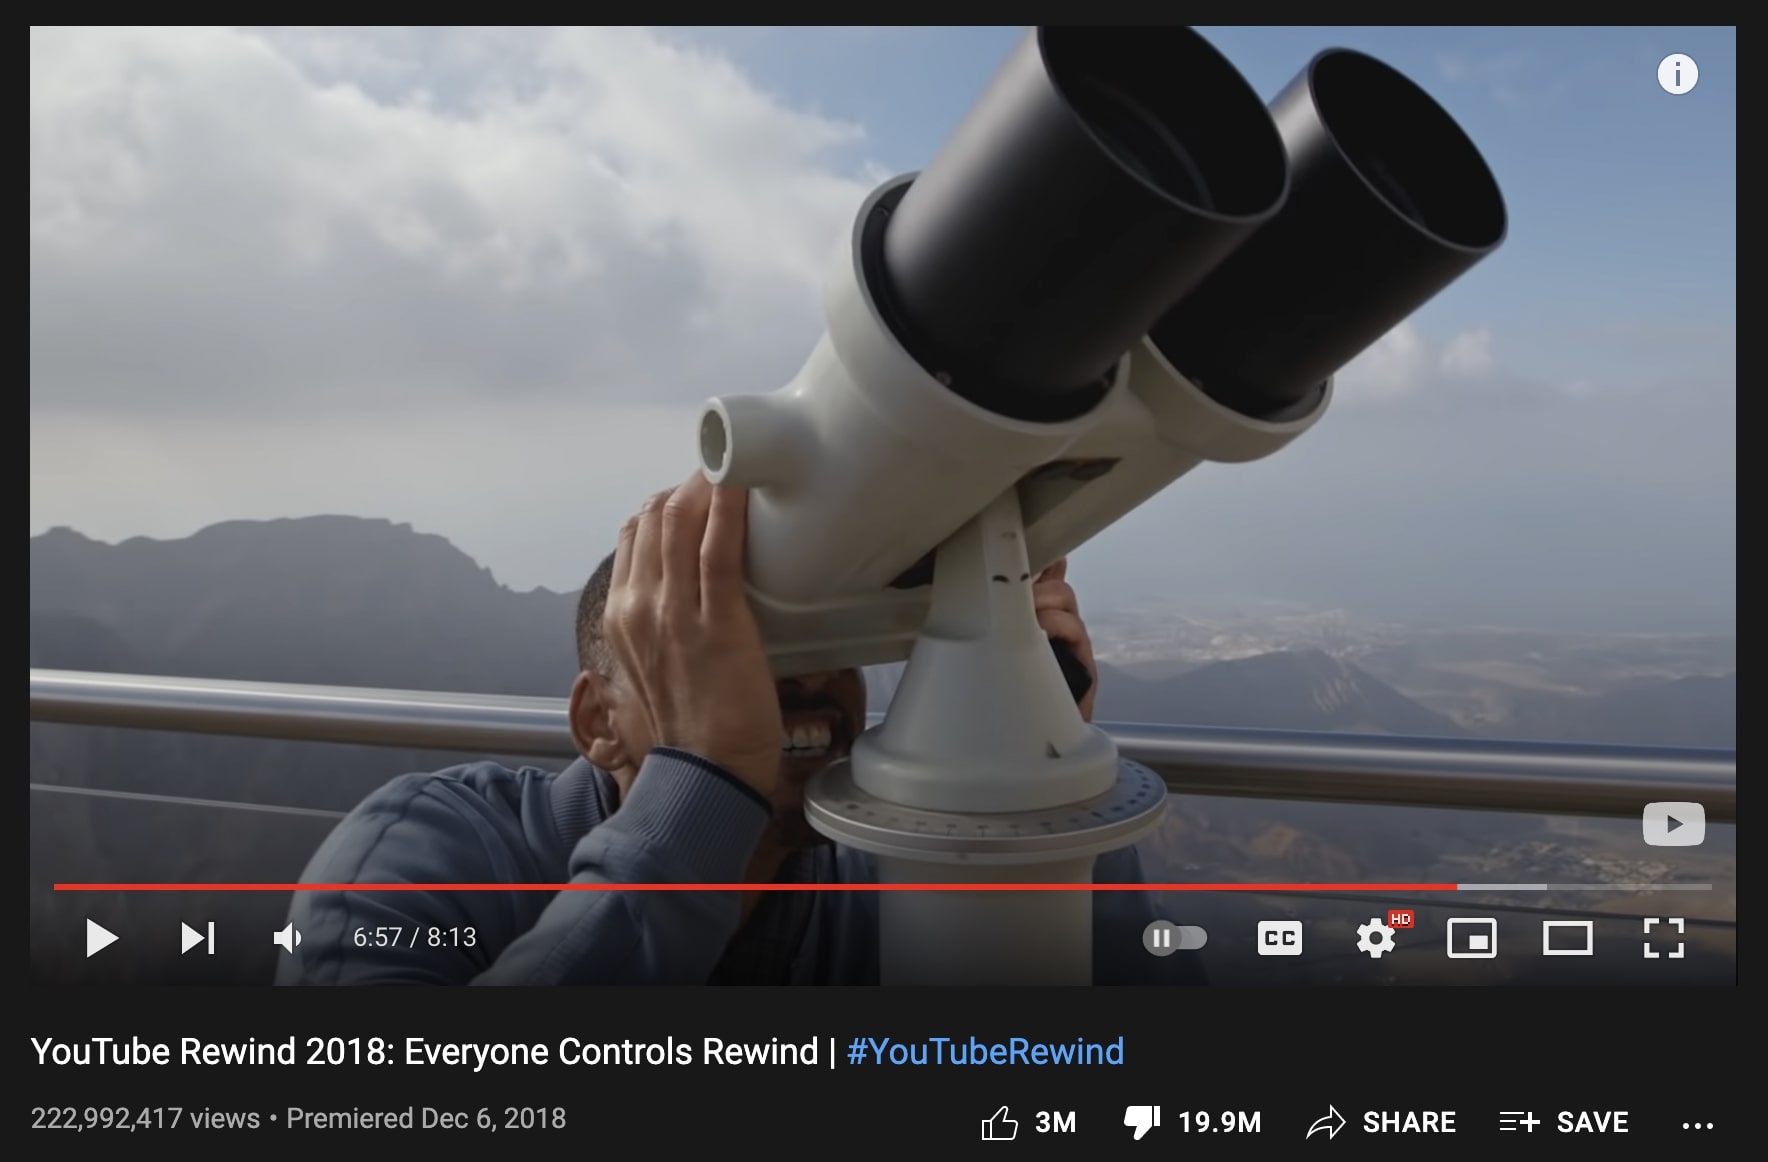 i
6:57 / 8:13
CC
HD
YouTube Rewind 2018: Everyone Controls Rewind | #YouTubeRewind
222,992,417 views • Premiered Dec 6, 2018
3M
19.9M
SHARE
SAVE